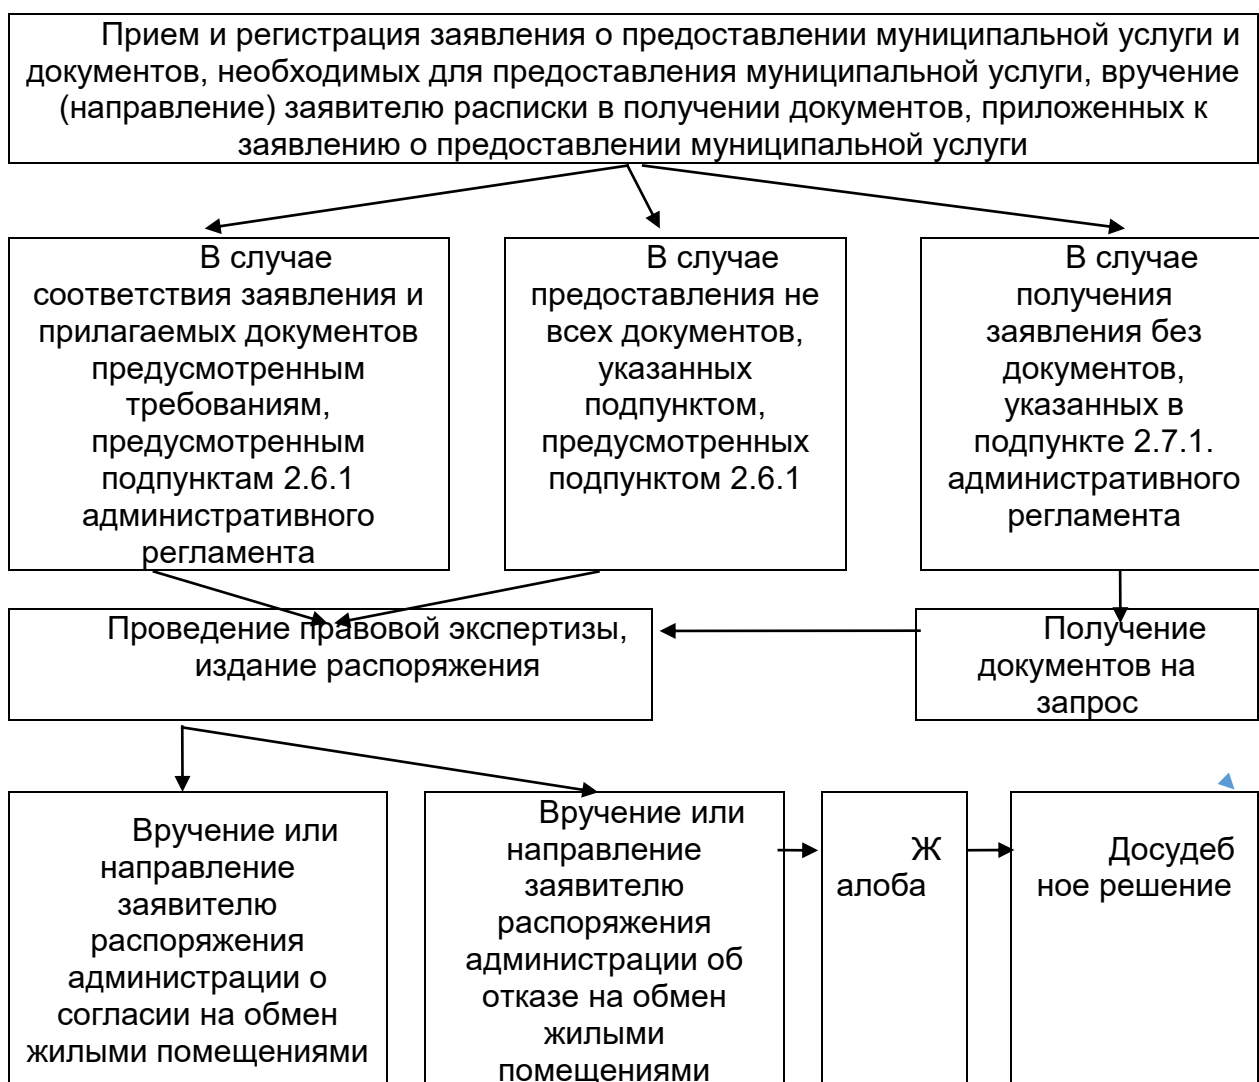 Прием и регистрация заявления о предоставлении муниципальной услуги и
документов, необходимых для предоставления муниципальной услуги, вручение
(направление) заявителю расписки в получении документов, приложенных к
заявлению о предоставлении муниципальной услуги
В случае
соответствия заявления и
прилагаемых документов
предусмотренным
требованиям,
предусмотренным
подпунктам 2.6.1
административного
регламента
В случае
предоставления не
всех документов,
указанных
подпунктом,
предусмотренных
подпунктом 2.6.1
В случае
получения
заявления без
документов,
указанных в
подпункте 2.7.1.
административного
регламента
Проведение правовой экспертизы,
издание распоряжения
Получение
документов на
запрос
Вручение или
направление
заявителю
распоряжения
администрации о
согласии на обмен
жилыми помещениями
Вручение или
направление
заявителю
распоряжения
администрации об
отказе на обмен
жилыми
помещениями
Ж
алоба
Досудеб
ное решение